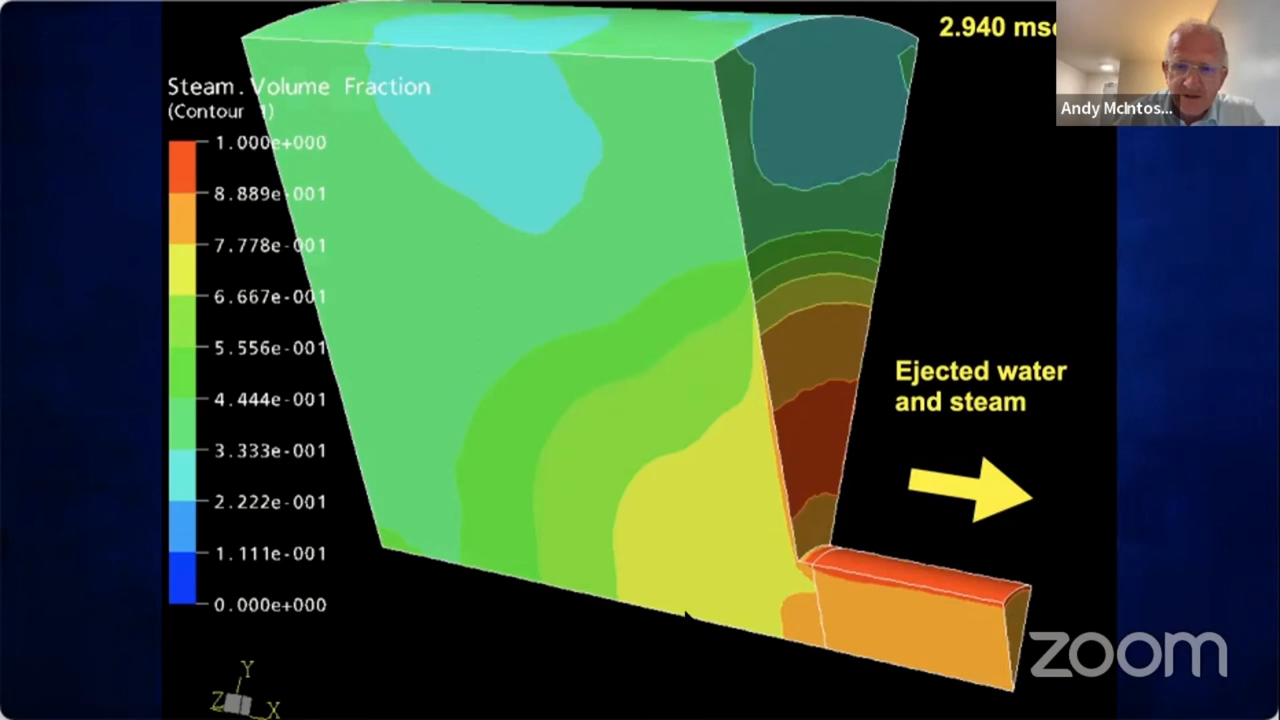 2.940 mse
Andy McIntos...
Steam.Volume Fraction
(Contour 1)
1.000e+000
8.889e-001
7.778e-001
6.667e-001
5.556e-001
4.444e-001
3.333e-001
2.222e-001
1.111e-001
0.000e+000
Ejected water
and steam
zoom
Y
Z
X